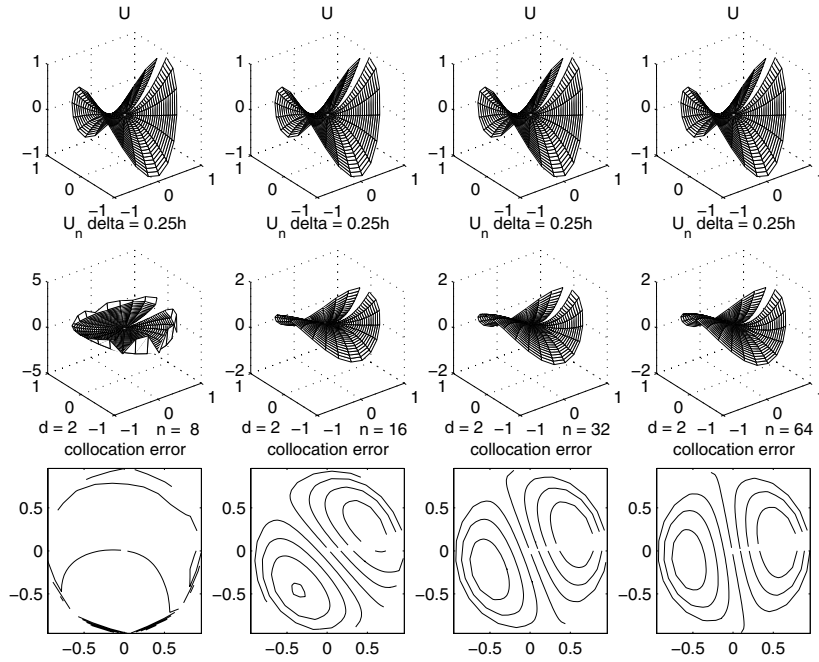 U U U U
1 1 1 1
0 0 0 0
−1 −1 −1 −1
1 1 1 1
0 0 0 0
0 0 0 0
−1 −1 −1 −1 −1 −1 −1 −1
U_n delta = 0.25h U_n delta = 0.25h U_n delta = 0.25h U_n delta = 0.25h
5 2 2 2
0 0 0 0
−5 −2 −2 −2
1 1 1 1 1 1 1 1
0 0 0 0 0 0 0 0
d = 2 −1 −1 n = 8 d = 2 −1 −1 n = 16 d = 2 −1 −1 n = 32 d = 2 −1 −1 n = 64
collocation error collocation error collocation error collocation error
0.5 0.5 0.5 0.5
0 0 0 0
−0.5 −0.5 −0.5 −0.5
−0.5 0 0.5 −0.5 0 0.5 −0.5 0 0.5 −0.5 0 0.5